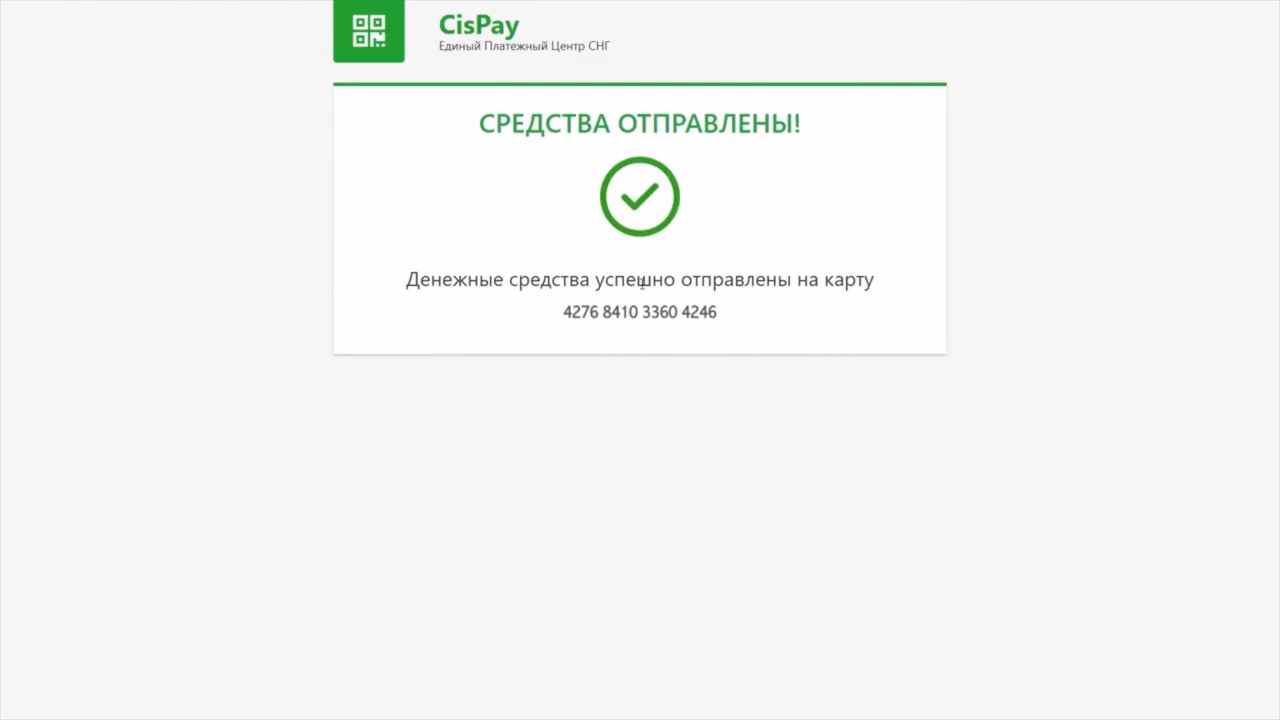 CisPay
Единый Платежный Центр СНГ
СРЕДСТВА ОТПРАВЛЕНЫ!
Денежные средства успешно отправлены на карту
4276 8410 3360 4246